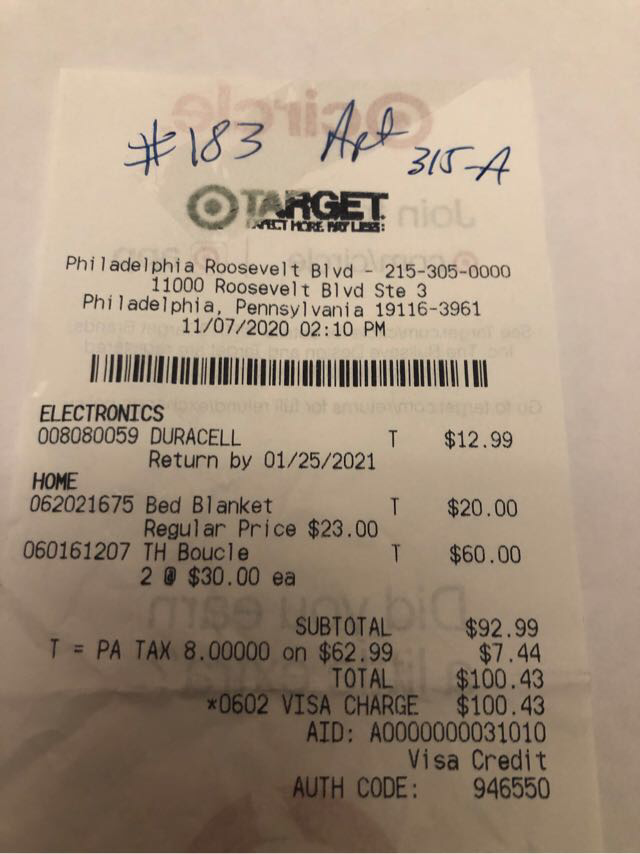 #183 Apt 315-A
TARGET
EXPECT MORE PAY LESS:
Philadelphia Roosevelt Blvd - 215-305-0000
11000 Roosevelt Blvd Ste 3
Philadelphia, Pennsylvania 19116-3961
11/07/2020 02:10 PM
ELECTRONICS
008080059 DURACELL T $12.99
Return by 01/25/2021
HOME
062021675 Bed Blanket T $20.00
Regular Price $23.00
060161207 TH Boucle T $60.00
2 @ $30.00 ea
SUBTOTAL $92.99
T = PA TAX 8.00000 on $62.99 $7.44
TOTAL $100.43
*0602 VISA CHARGE $100.43
AID: A0000000031010
Visa Credit
AUTH CODE: 946550